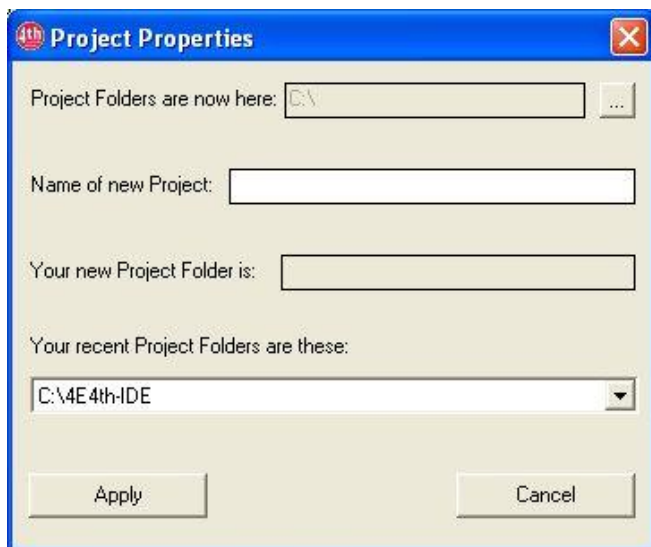 4th Project Properties
Project Folders are now here: C:\ ...
Name of new Project:
Your new Project Folder is:
Your recent Project Folders are these:
C:\4E4th-IDE
Apply Cancel